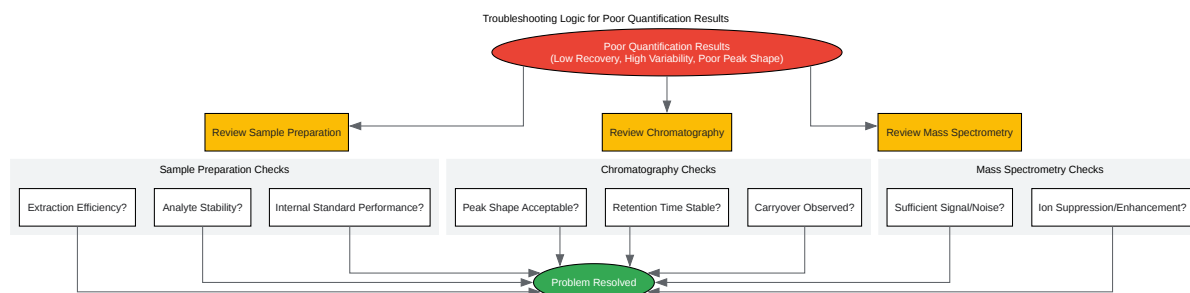 Troubleshooting Logic for Poor Quantification Results
Poor Quantification Results
(Low Recovery, High Variability, Poor Peak Shape)
Review Sample Preparation
Review Chromatography
Review Mass Spectrometry
Sample Preparation Checks
Chromatography Checks
Mass Spectrometry Checks
Extraction Efficiency?
Analyte Stability?
Internal Standard Performance?
Peak Shape Acceptable?
Retention Time Stable?
Carryover Observed?
Sufficient Signal/Noise?
Ion Suppression/Enhancement?
Problem Resolved